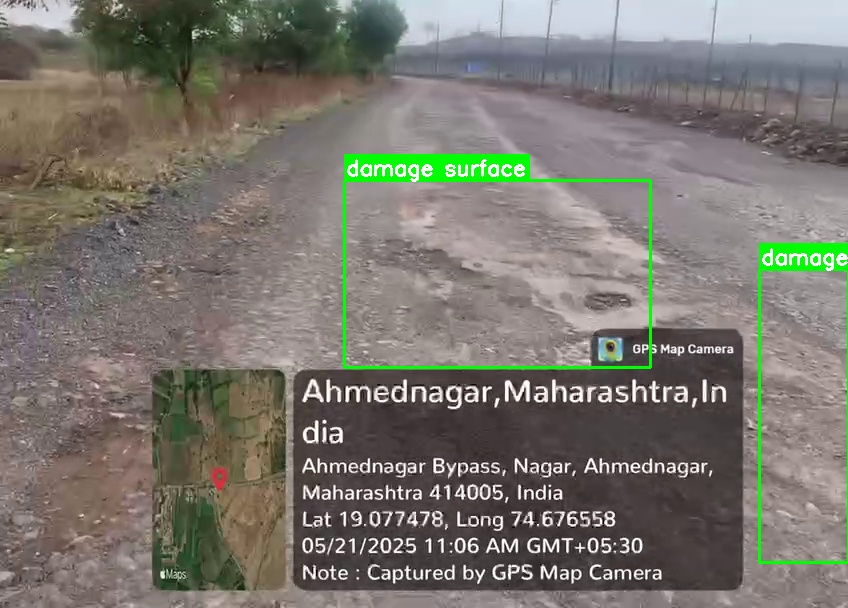 damage surface
damage
GPS Map Camera
Ahmednagar,Maharashtra,In
dia
Ahmednagar Bypass, Nagar, Ahmednagar,
Maharashtra 414005, India
Lat 19.077478, Long 74.676558
05/21/2025 11:06 AM GMT+05:30
Note : Captured by GPS Map Camera
Maps